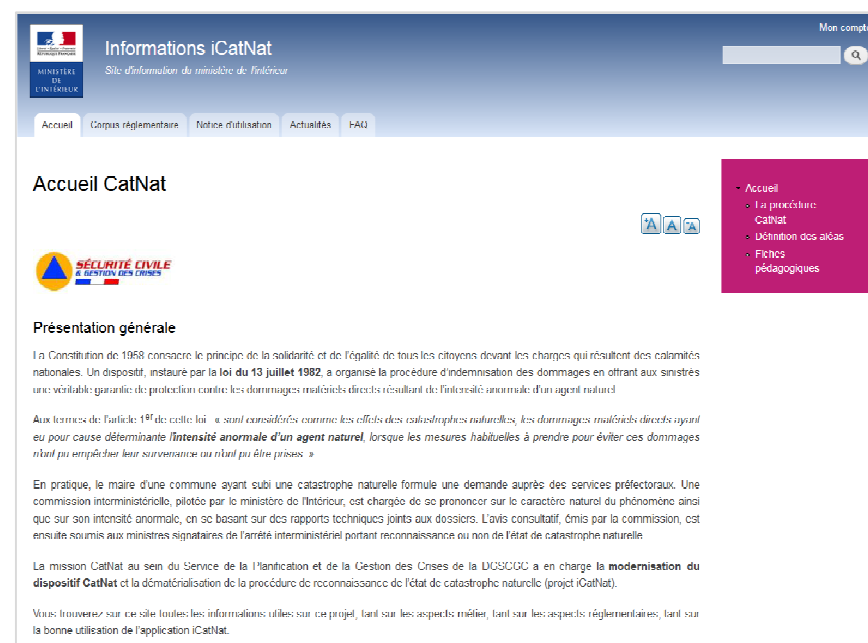 Mon compte
Liberté • Égalité • Fraternité
RÉPUBLIQUE FRANÇAISE
MINISTÈRE
DE
L'INTÉRIEUR
Informations iCatNat
Site d'information du ministère de l'intérieur
Accueil Corpus réglementaire Notice d'utilisation Actualités FAQ
Accueil CatNat
+A A -A
SÉCURITÉ CIVILE
& GESTION DES CRISES
Présentation générale
La Constitution de 1958 consacre le principe de la solidarité et de l'égalité de tous les citoyens devant les charges qui résultent des calamités
nationales. Un dispositif, instauré par la loi du 13 juillet 1982, a organisé la procédure d'indemnisation des dommages en offrant aux sinistrés
une véritable garantie de protection contre les dommages matériels directs résultant de l'intensité anormale d'un agent naturel
Aux termes de l'article 1er de cette loi « sont considérés comme les effets des catastrophes naturelles, les dommages matériels directs ayant
eu pour cause déterminante l'intensité anormale d'un agent naturel, lorsque les mesures habituelles à prendre pour éviter ces dommages
n'ont pu empêcher leur survenance ou n'ont pu être prises. »
En pratique, le maire d'une commune ayant subi une catastrophe naturelle formule une demande auprès des services préfectoraux. Une
commission interministérielle, pilotée par le ministère de l'Intérieur, est chargée de se prononcer sur le caractère naturel du phénomène ainsi
que sur son intensité anormale, en se basant sur des rapports techniques joints aux dossiers. L'avis consultatif, émis par la commission, est
ensuite soumis aux ministres signataires de l'arrêté interministériel portant reconnaissance ou non de l'état de catastrophe naturelle
La mission CatNat au sein du Service de la Planification et de la Gestion des Crises de la DGSCGC a en charge la modernisation du
dispositif CatNat et la dématérialisation de la procédure de reconnaissance de l'état de catastrophe naturelle (projet iCatNat).
Vous trouverez sur ce site toutes les informations utiles sur ce projet, tant sur les aspects métier, tant sur les aspects réglementaires, tant sur
la bonne utilisation de l'application iCatNat.
Accueil
La procédure
CatNat
Définition des aléas
Fiches
pédagogiques